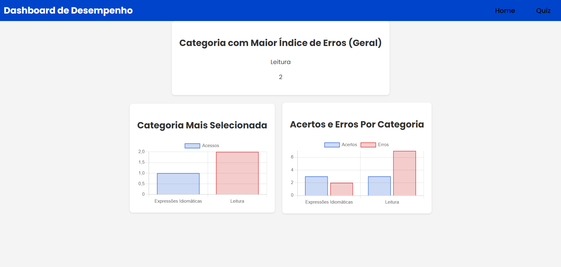 Dashboard de Desempenho
Home
Quis
Categoria com Maior Índice de Erros (Geral)
Leitura
2
Categoria Mais Selecionada
Acessos
2.0
1.5
1.0
0.5
0
Expressões Idiomáticas
Leitura
Acertos e Erros Por Categoria
Acertos
Erros
6
4
2
0
Expressões Idiomáticas
Leitura